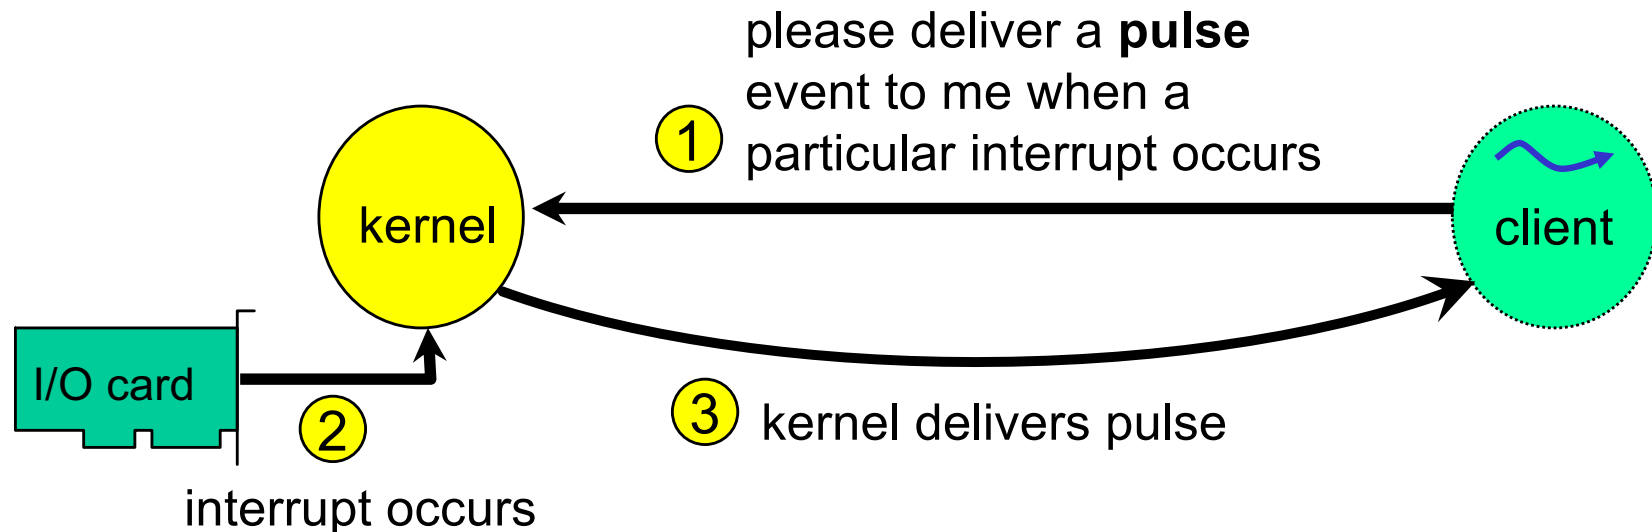 please deliver a pulse
event to me when a
1
particular interrupt occurs
kernel
client
I/O card
2
3
kernel delivers pulse
interrupt occurs